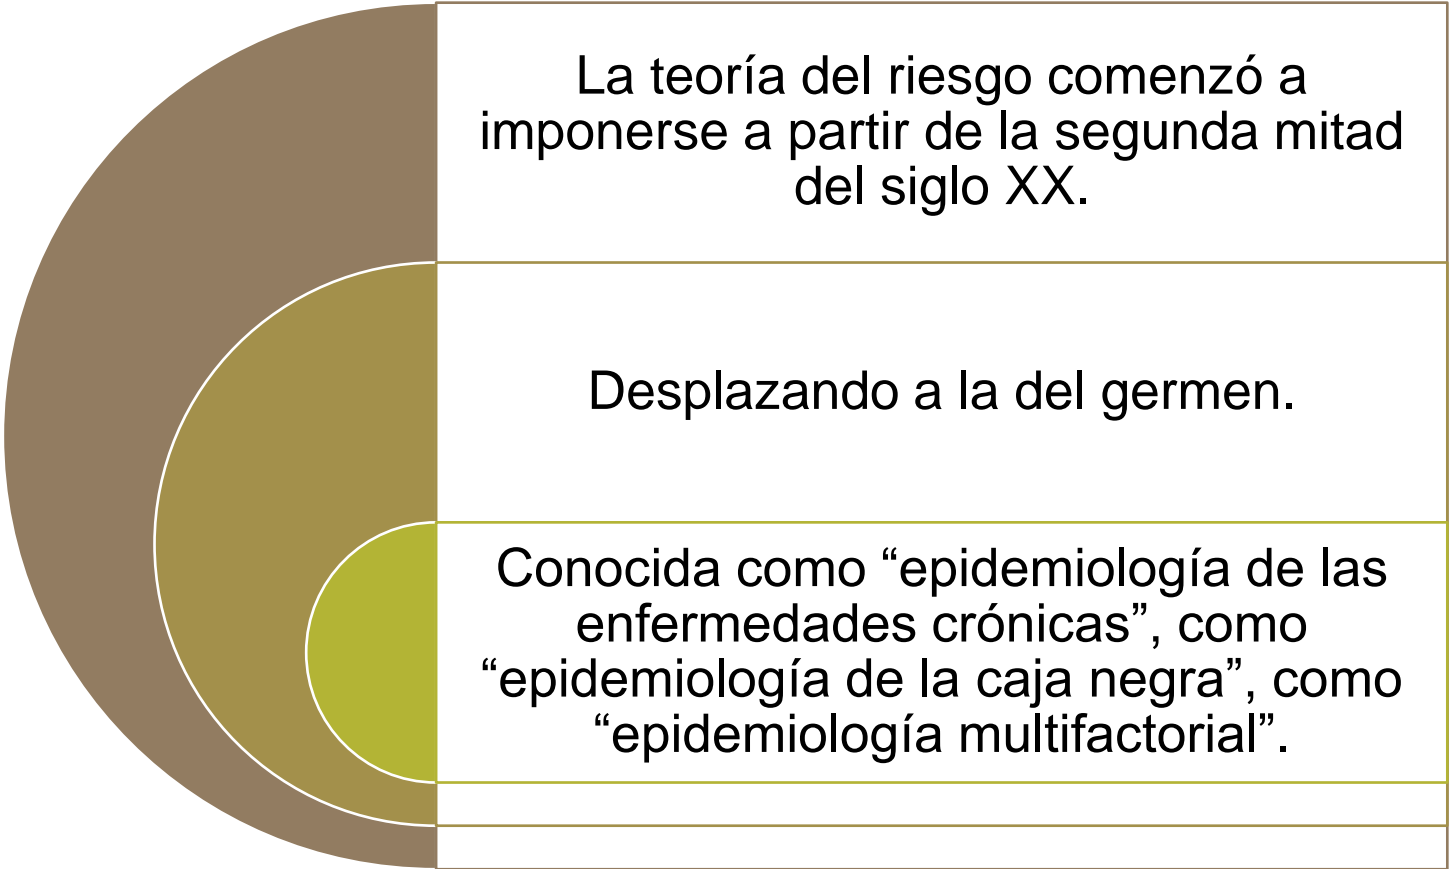 La teoría del riesgo comenzó a
imponerse a partir de la segunda mitad
del siglo XX.
Desplazando a la del germen.
Conocida como “epidemiología de las
enfermedades crónicas”, como
“epidemiología de la caja negra”, como
“epidemiología multifactorial”.